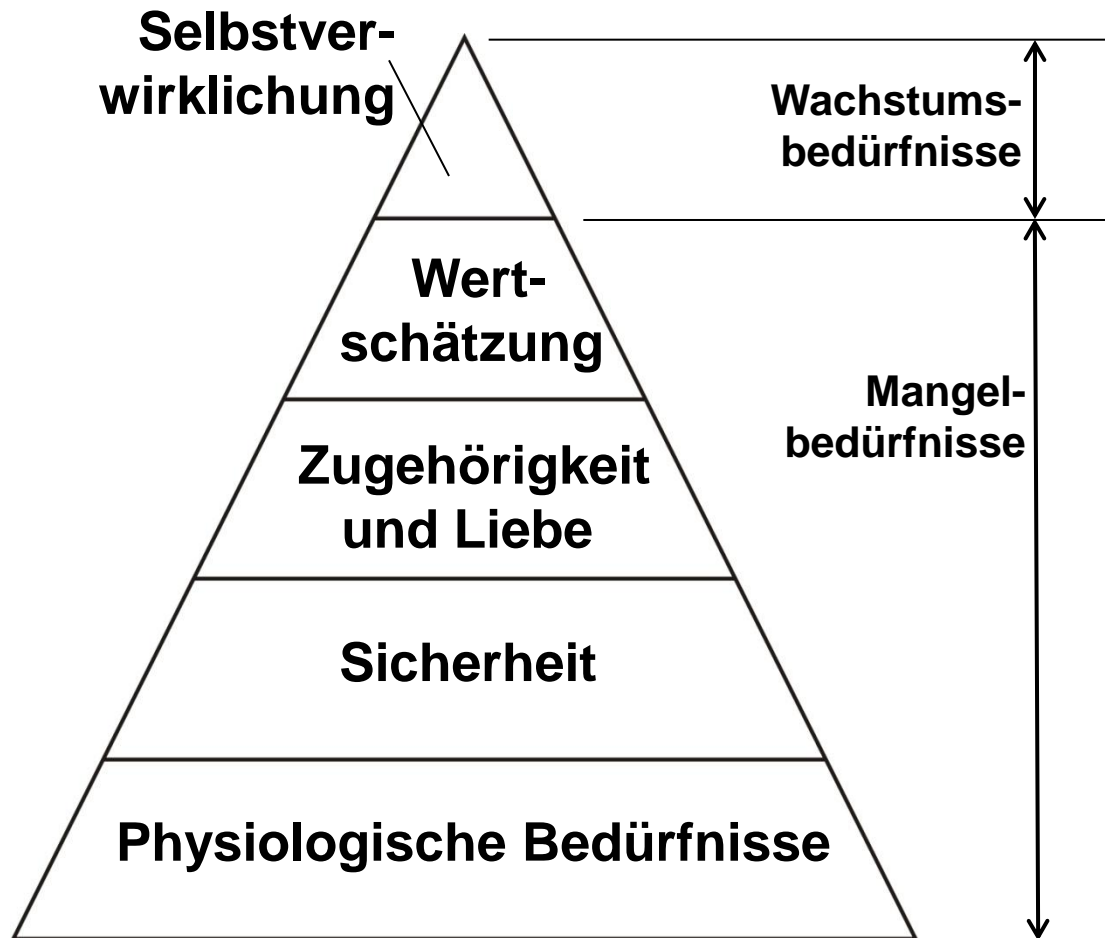 Selbstver-
wirklichung
Wachstums-
bedürfnisse
Wert-
schätzung
Mangel-
bedürfnisse
Zugehörigkeit
und Liebe
Sicherheit
Physiologische Bedürfnisse